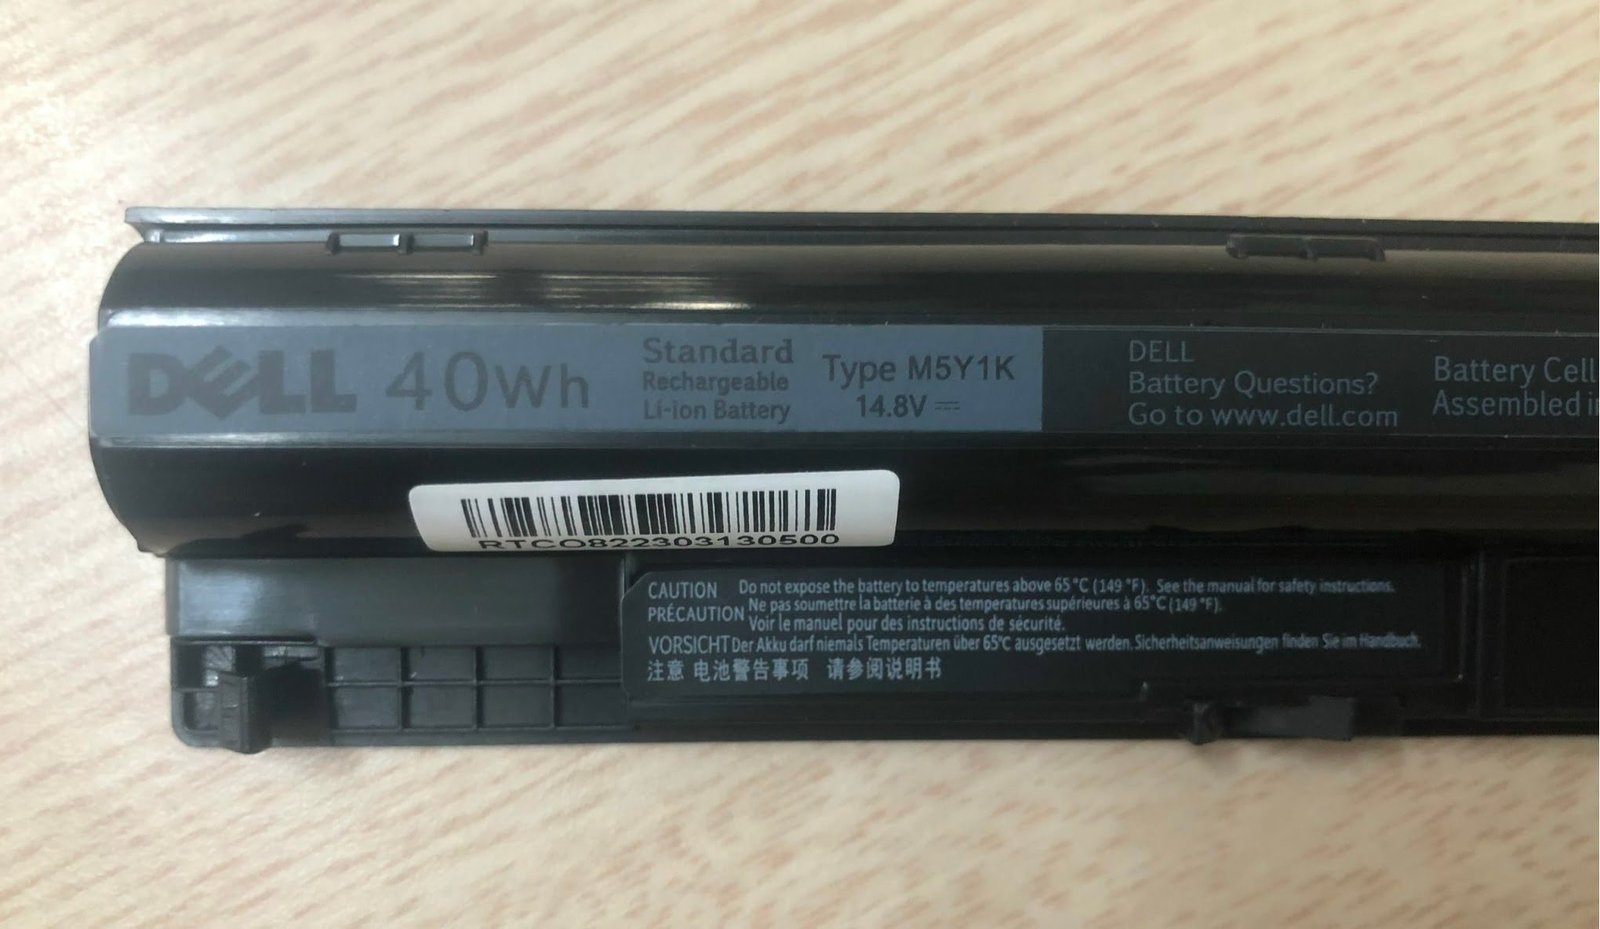 DELL 40Wh
Standard
Rechargeable
Li-ion Battery
Type M5Y1K
14.8V ⎓
DELL
Battery Questions?
Go to www.dell.com
Battery Cell
Assembled
RTCO822303130500
CAUTION Do not expose the battery to temperatures above 65 °C (149 °F). See the manual for safety instructions.
PRÉCAUTION Ne pas soumettre la batterie à des températures supérieures à 65°C (149 °F).
Voir le manuel pour des instructions de sécurité.
VORSICHT Der Akku darf niemals Temperaturen über 65°C ausgesetzt werden. Sicherheitsanweisungen finden Sie im Handbuch.
注意 电池警告事项 请参阅说明书